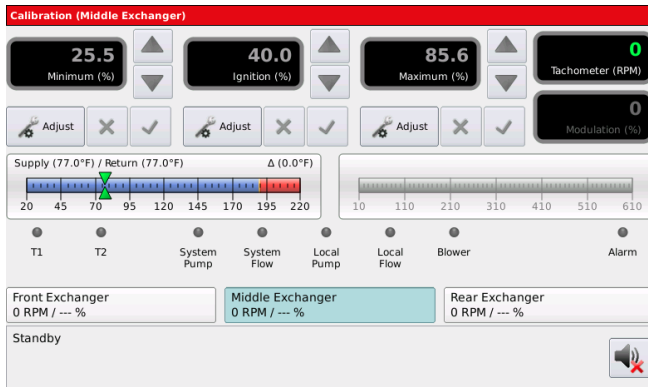 Calibration (Middle Exchanger)
25.5
Minimum (%)
40.0
Ignition (%)
85.6
Maximum (%)
0
Tachometer (RPM)
Adjust
Adjust
Adjust
0
Modulation (%)
Supply (77.0°F) / Return (77.0°F) Δ (0.0°F)
20 45 70 95 120 145 170 195 220
10 110 210 310 410 510 610
T1 T2 System Pump System Flow Local Pump Local Flow Blower Alarm
Front Exchanger
0 RPM / --- %
Middle Exchanger
0 RPM / --- %
Rear Exchanger
0 RPM / --- %
Standby